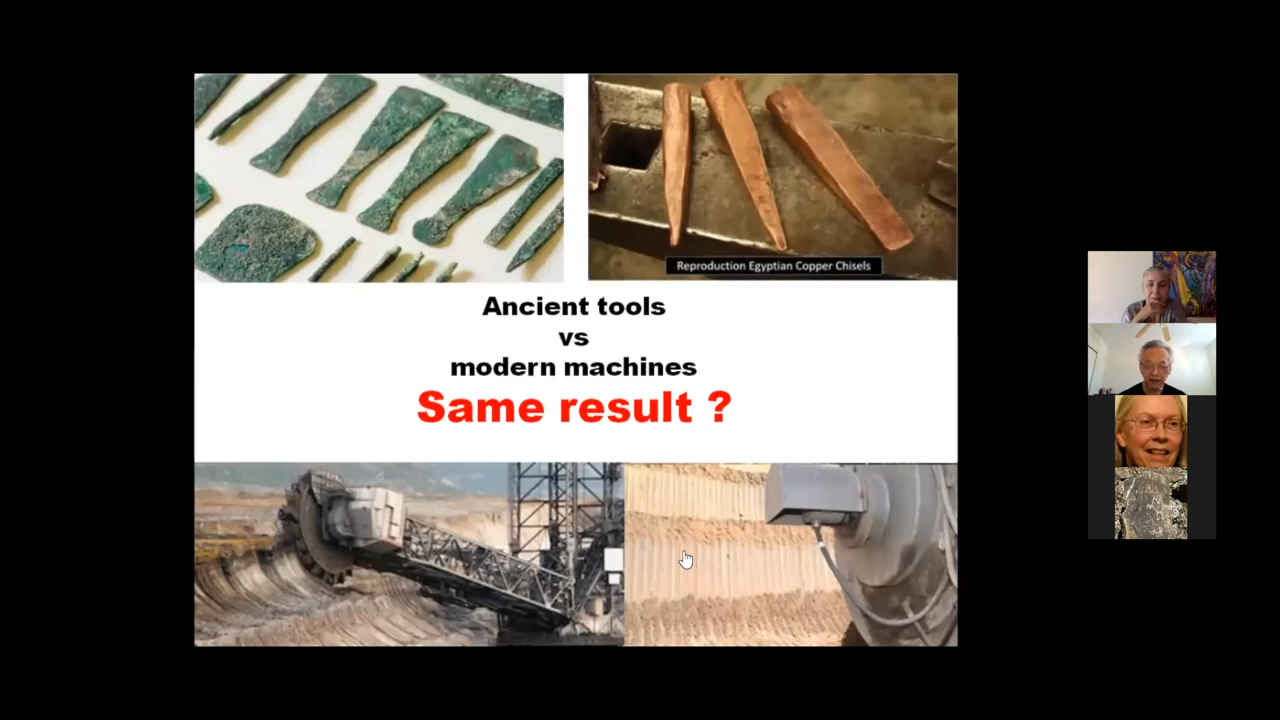 Reproduction Egyptian Copper Chisels
Ancient tools
vs
modern machines
Same result ?